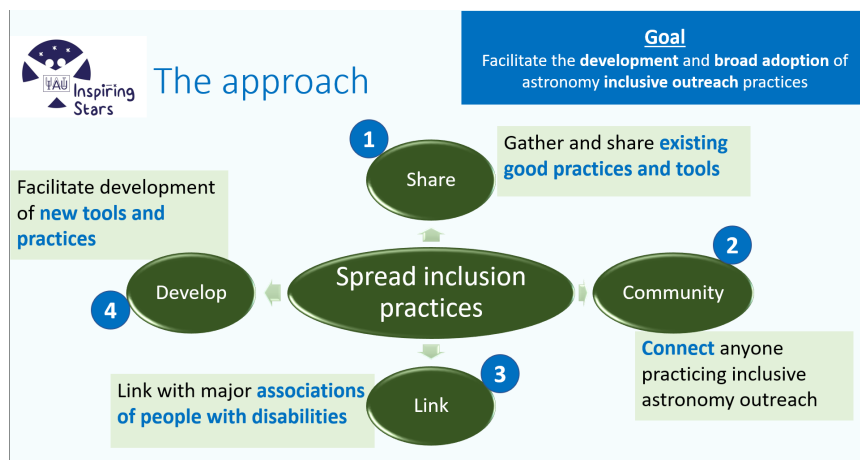 IAU
Inspiring
Stars
The approach
Goal
Facilitate the development and broad adoption of
astronomy inclusive outreach practices
1
Share
Gather and share existing
good practices and tools
Facilitate development
of new tools and
practices
2
Spread inclusion
practices
Develop
Community
4
Connect anyone
practicing inclusive
astronomy outreach
3
Link with major associations
of people with disabilities
Link